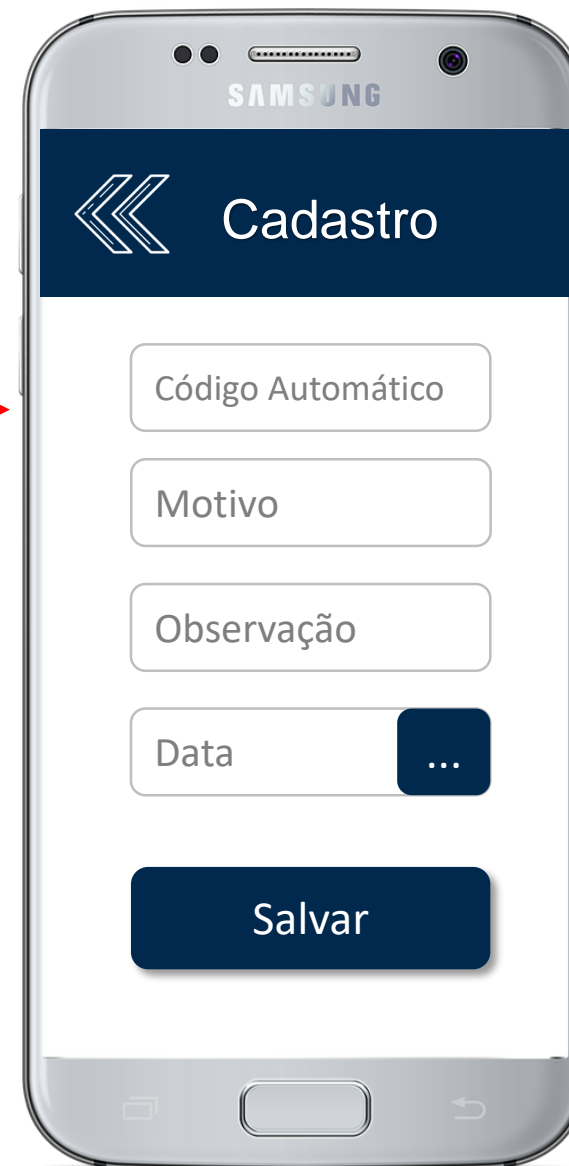 SAMSUNG
Cadastro
Código Automático
Motivo
Observação
Data
...
Salvar